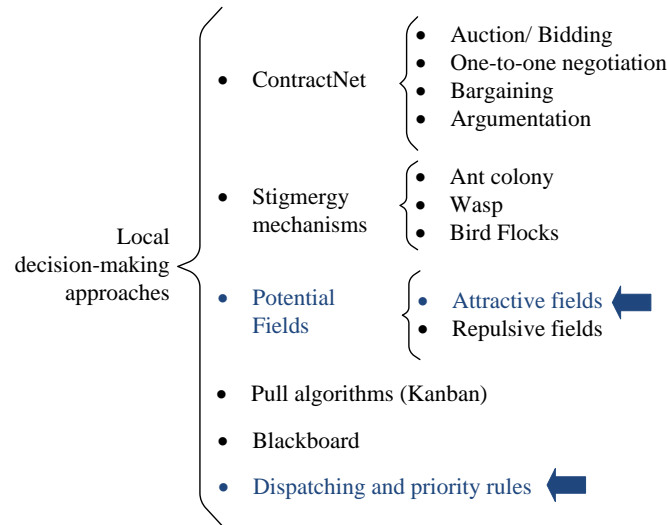 Local
decision-making
approaches
• ContractNet
• Auction/ Bidding
• One-to-one negotiation
• Bargaining
• Argumentation
• Stigmergy
mechanisms
• Ant colony
• Wasp
• Bird Flocks
• Potential
Fields
• Attractive fields
• Repulsive fields
• Pull algorithms (Kanban)
• Blackboard
• Dispatching and priority rules